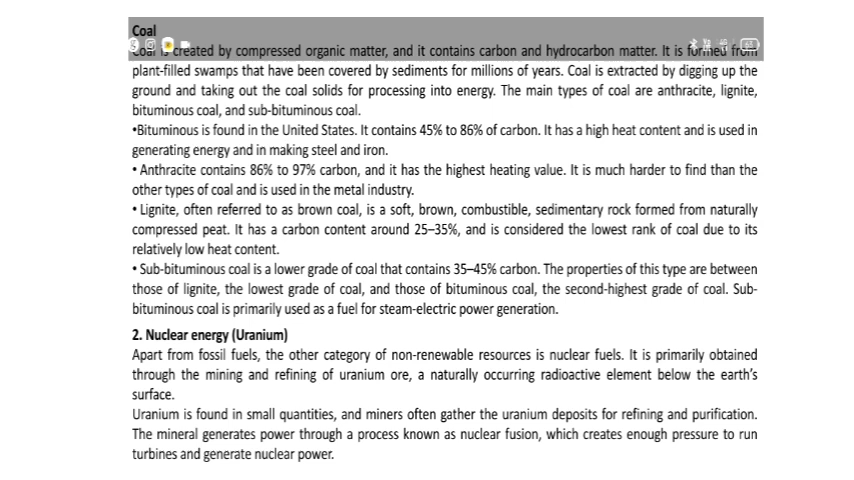 Coal
Coal is created by compressed organic matter, and it contains carbon and hydrocarbon matter. It is formed from
plant-filled swamps that have been covered by sediments for millions of years. Coal is extracted by digging up the
ground and taking out the coal solids for processing into energy. The main types of coal are anthracite, lignite,
bituminous coal, and sub-bituminous coal.
•Bituminous is found in the United States. It contains 45% to 86% of carbon. It has a high heat content and is used in
generating energy and in making steel and iron.
• Anthracite contains 86% to 97% carbon, and it has the highest heating value. It is much harder to find than the
other types of coal and is used in the metal industry.
• Lignite, often referred to as brown coal, is a soft, brown, combustible, sedimentary rock formed from naturally
compressed peat. It has a carbon content around 25–35%, and is considered the lowest rank of coal due to its
relatively low heat content.
• Sub-bituminous coal is a lower grade of coal that contains 35–45% carbon. The properties of this type are between
those of lignite, the lowest grade of coal, and those of bituminous coal, the second-highest grade of coal. Sub-
bituminous coal is primarily used as a fuel for steam-electric power generation.
2. Nuclear energy (Uranium)
Apart from fossil fuels, the other category of non-renewable resources is nuclear fuels. It is primarily obtained
through the mining and refining of uranium ore, a naturally occurring radioactive element below the earth's
surface.
Uranium is found in small quantities, and miners often gather the uranium deposits for refining and purification.
The mineral generates power through a process known as nuclear fusion, which creates enough pressure to run
turbines and generate nuclear power.